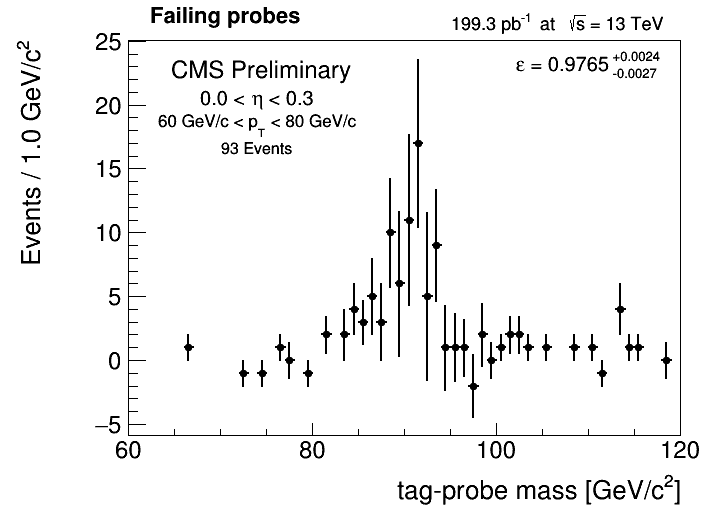 Failing probes
199.3 pb⁻¹ at √s = 13 TeV
CMS Preliminary
0.0 < η < 0.3
60 GeV/c < p_T < 80 GeV/c
93 Events
ε = 0.9765 +0.0024 -0.0027
Events / 1.0 GeV/c²
25
20
15
10
5
0
−5
60 80 100 120
tag-probe mass [GeV/c²]